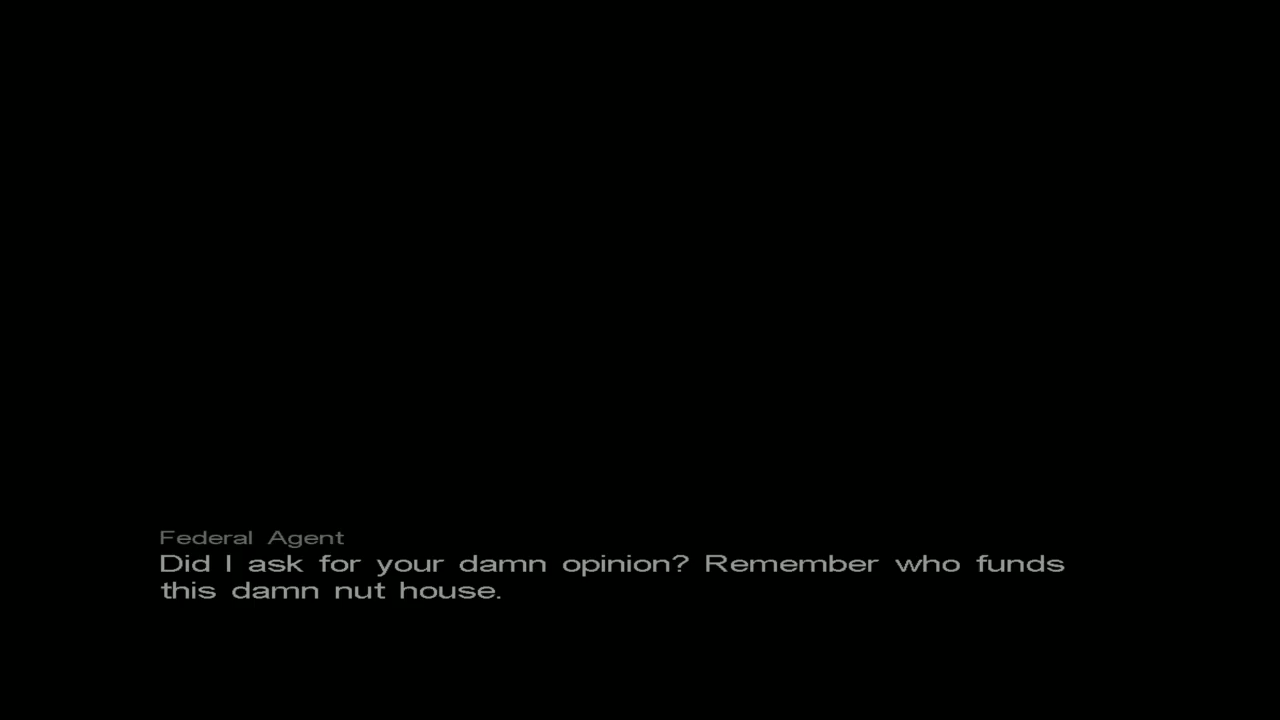 Federal Agent
Did I ask for your damn opinion? Remember who funds
this damn nut house.